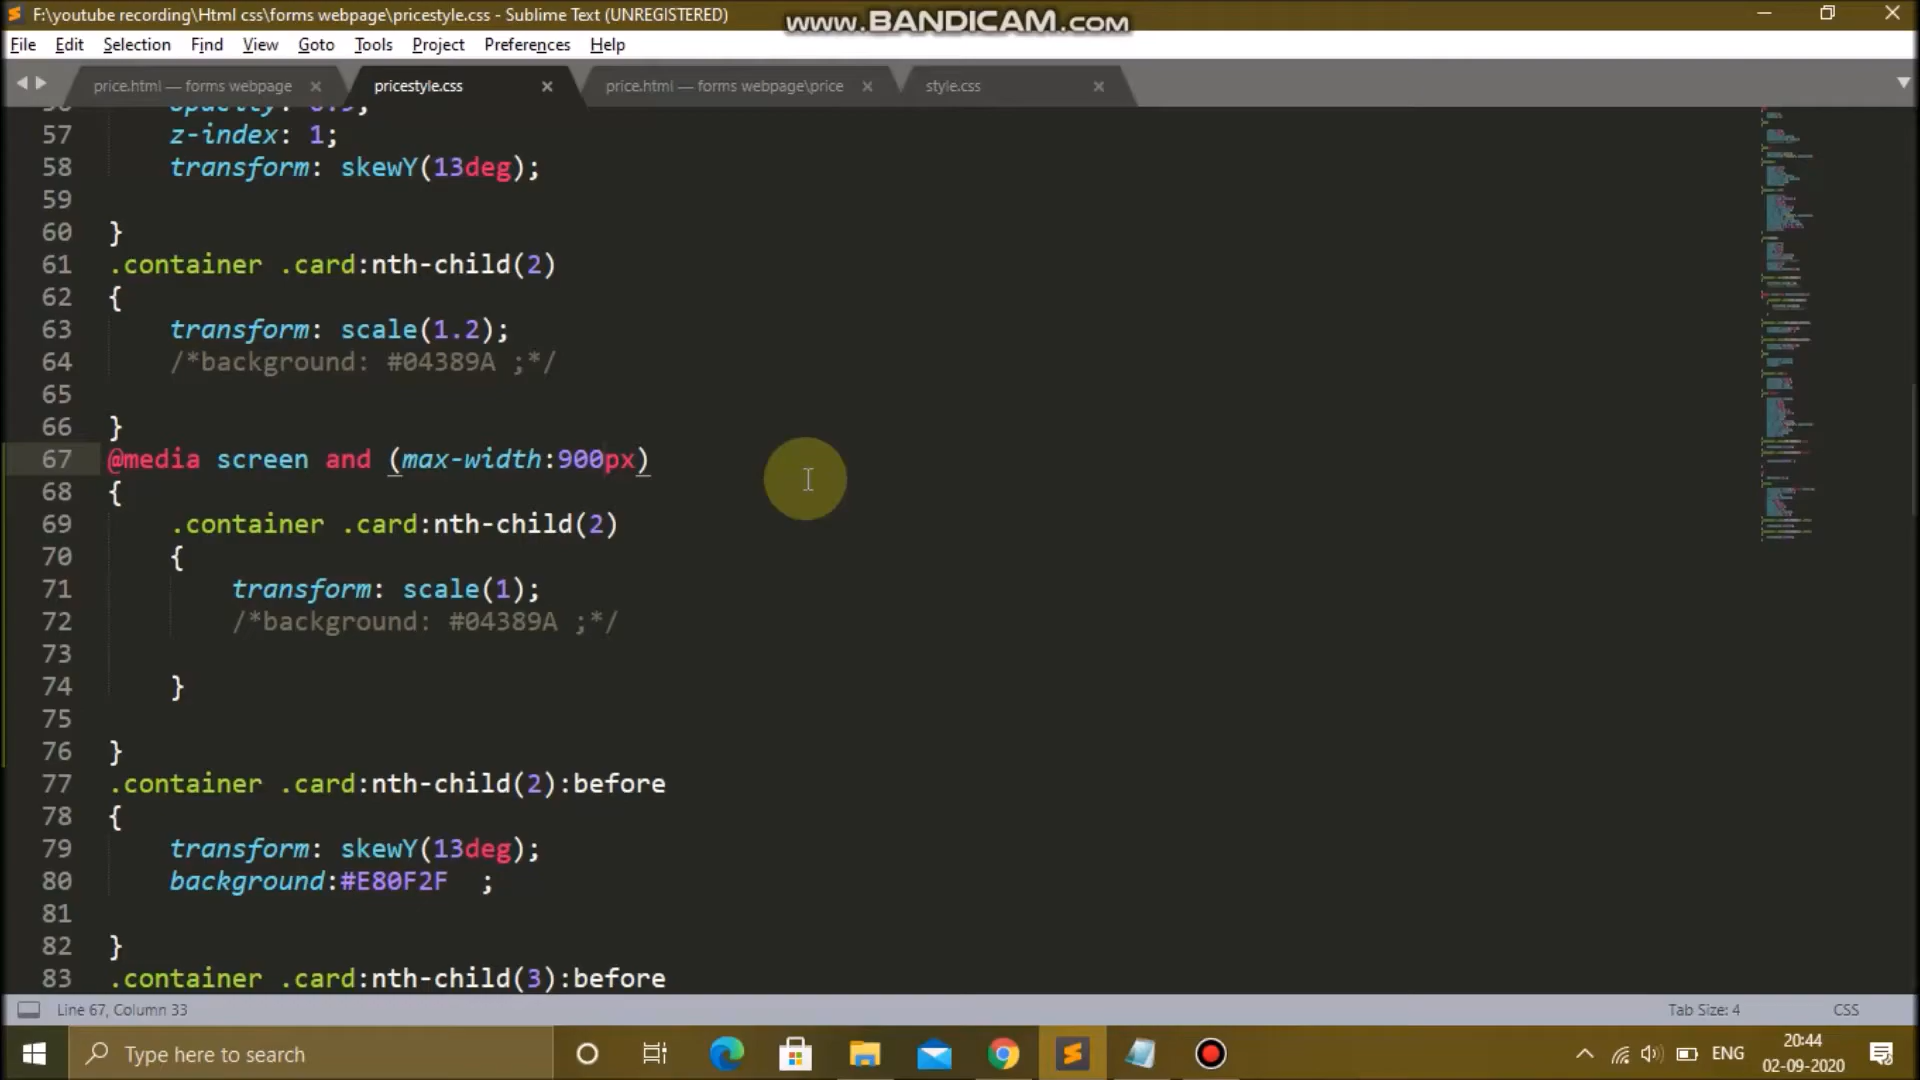 F:\youtube recording\Html css\forms webpage\pricestyle.css - Sublime Text (UNREGISTERED)
www.BANDICAM.com
File Edit Selection Find View Goto Tools Project Preferences Help
price.html — forms webpage pricestyle.css price.html — forms webpage\price style.css
57 z-index: 1;
58 transform: skewY(13deg);
59
60 }
61 .container .card:nth-child(2)
62 {
63 transform: scale(1.2);
64 /*background: #04389A ;*/
65
66 }
67 @media screen and (max-width:900px)
68 {
69 .container .card:nth-child(2)
70 {
71 transform: scale(1);
72 /*background: #04389A ;*/
73
74 }
75
76 }
77 .container .card:nth-child(2):before
78 {
79 transform: skewY(13deg);
80 background:#E80F2F ;
81
82 }
83 .container .card:nth-child(3):before
Line 67, Column 33 Tab Size: 4 CSS
Type here to search ENG 20:44
02-09-2020